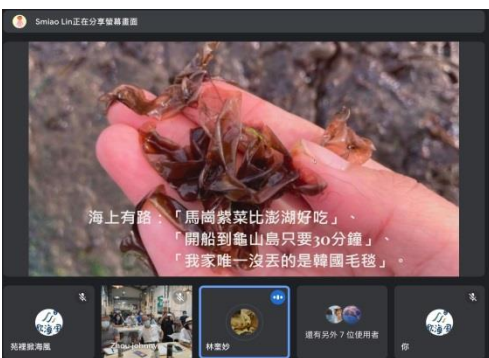 Smiao Lin正在分享螢幕畫面
海上有路：「馬崗紫菜比澎湖好吃」、
「開船到龜山島只要30分鐘」、
「我家唯一沒丟的是韓國毛毯」。
苑裡掀海風
Zhou johnny
林業妙
還有另外 7 位使用者
你